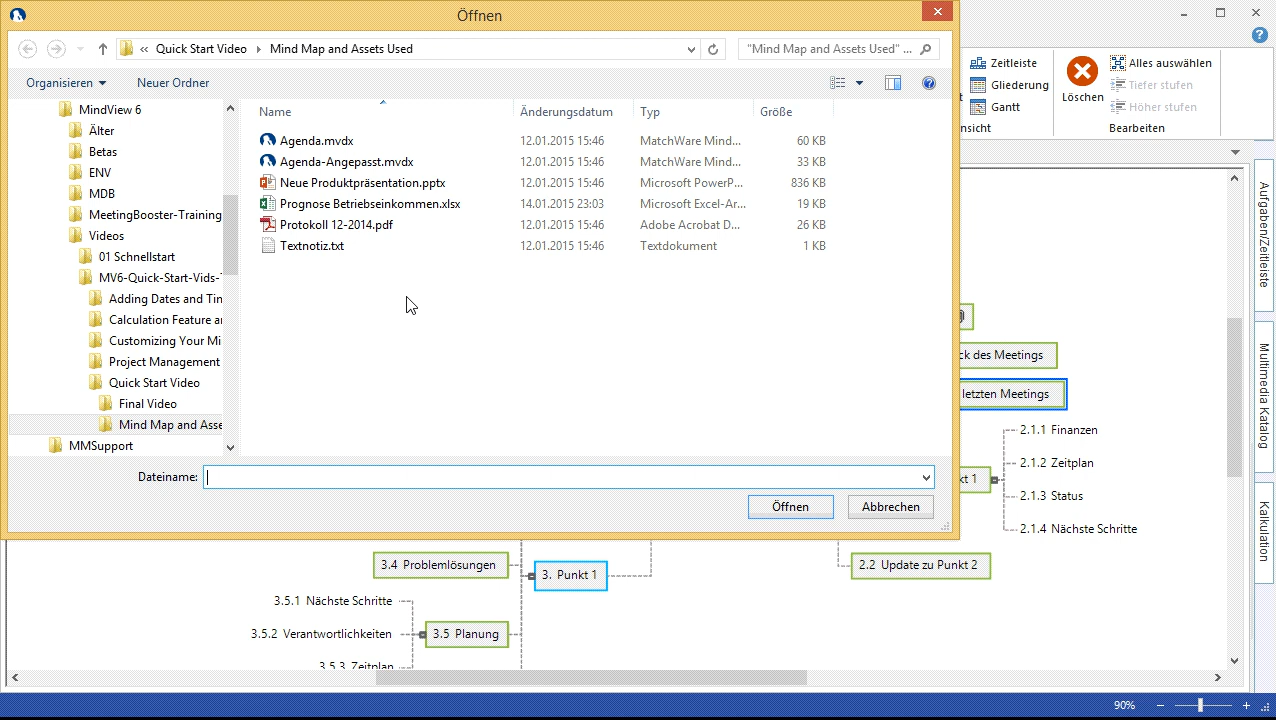 Öffnen
« Quick Start Video Mind Map and Assets Used
"Mind Map and Assets Used" ...
Organisieren
Neuer Ordner
MindView 6
Älter
Betas
ENV
MDB
MeetingBooster-Training
Videos
01 Schnellstart
MV6-Quick-Start-Vids-
Adding Dates and Tin
Calculation Feature a
Customizing Your Mi
Project Management
Quick Start Video
Final Video
Mind Map and Asse
MMSupport
Name Änderungsdatum Typ Größe
Agenda.mvdx 12.01.2015 15:46 MatchWare Mind... 60 KB
Agenda-Angepasst.mvdx 12.01.2015 15:46 MatchWare Mind... 33 KB
Neue Produktpräsentation.pptx 12.01.2015 15:46 Microsoft PowerP... 836 KB
Prognose Betriebseinkommen.xlsx 14.01.2015 23:03 Microsoft Excel-Ar... 19 KB
Protokoll 12-2014.pdf 12.01.2015 15:46 Adobe Acrobat D... 26 KB
Textnotiz.txt 12.01.2015 15:46 Textdokument 1 KB
Dateiname:
Öffnen
Abbrechen
Zeitleiste
Gliederung
Gantt
nsicht
Löschen
Alles auswählen
Tiefer stufen
Höher stufen
Bearbeiten
Aufgaben/Zeitleiste
Multimedia Katalog
Kalkulation
ck des Meetings
letzten Meetings
kt 1
2.1.1 Finanzen
2.1.2 Zeitplan
2.1.3 Status
2.1.4 Nächste Schritte
2.2 Update zu Punkt 2
3.4 Problemlösungen
3. Punkt 1
3.5.1 Nächste Schritte
3.5.2 Verantwortlichkeiten
3.5 Planung
3.5.3 Zeitplan
90%